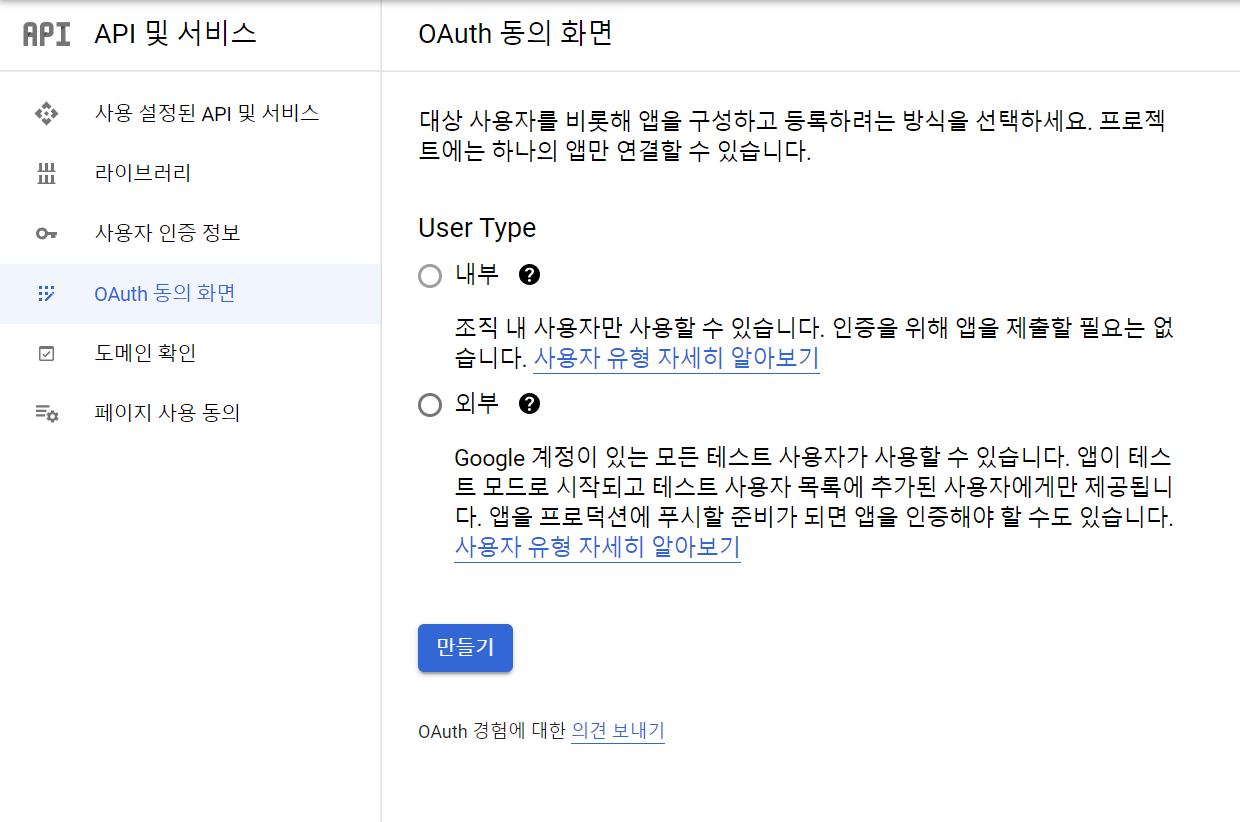 API API 및 서비스
OAuth 동의 화면
사용 설정된 API 및 서비스
라이브러리
사용자 인증 정보
OAuth 동의 화면
도메인 확인
페이지 사용 동의
대상 사용자를 비롯해 앱을 구성하고 등록하려는 방식을 선택하세요. 프로젝
트에는 하나의 앱만 연결할 수 있습니다.
User Type
내부 ?
조직 내 사용자만 사용할 수 있습니다. 인증을 위해 앱을 제출할 필요는 없
습니다. 사용자 유형 자세히 알아보기
외부 ?
Google 계정이 있는 모든 테스트 사용자가 사용할 수 있습니다. 앱이 테스
트 모드로 시작되고 테스트 사용자 목록에 추가된 사용자에게만 제공됩니
다. 앱을 프로덕션에 푸시할 준비가 되면 앱을 인증해야 할 수도 있습니다.
사용자 유형 자세히 알아보기
만들기
OAuth 경험에 대한 의견 보내기